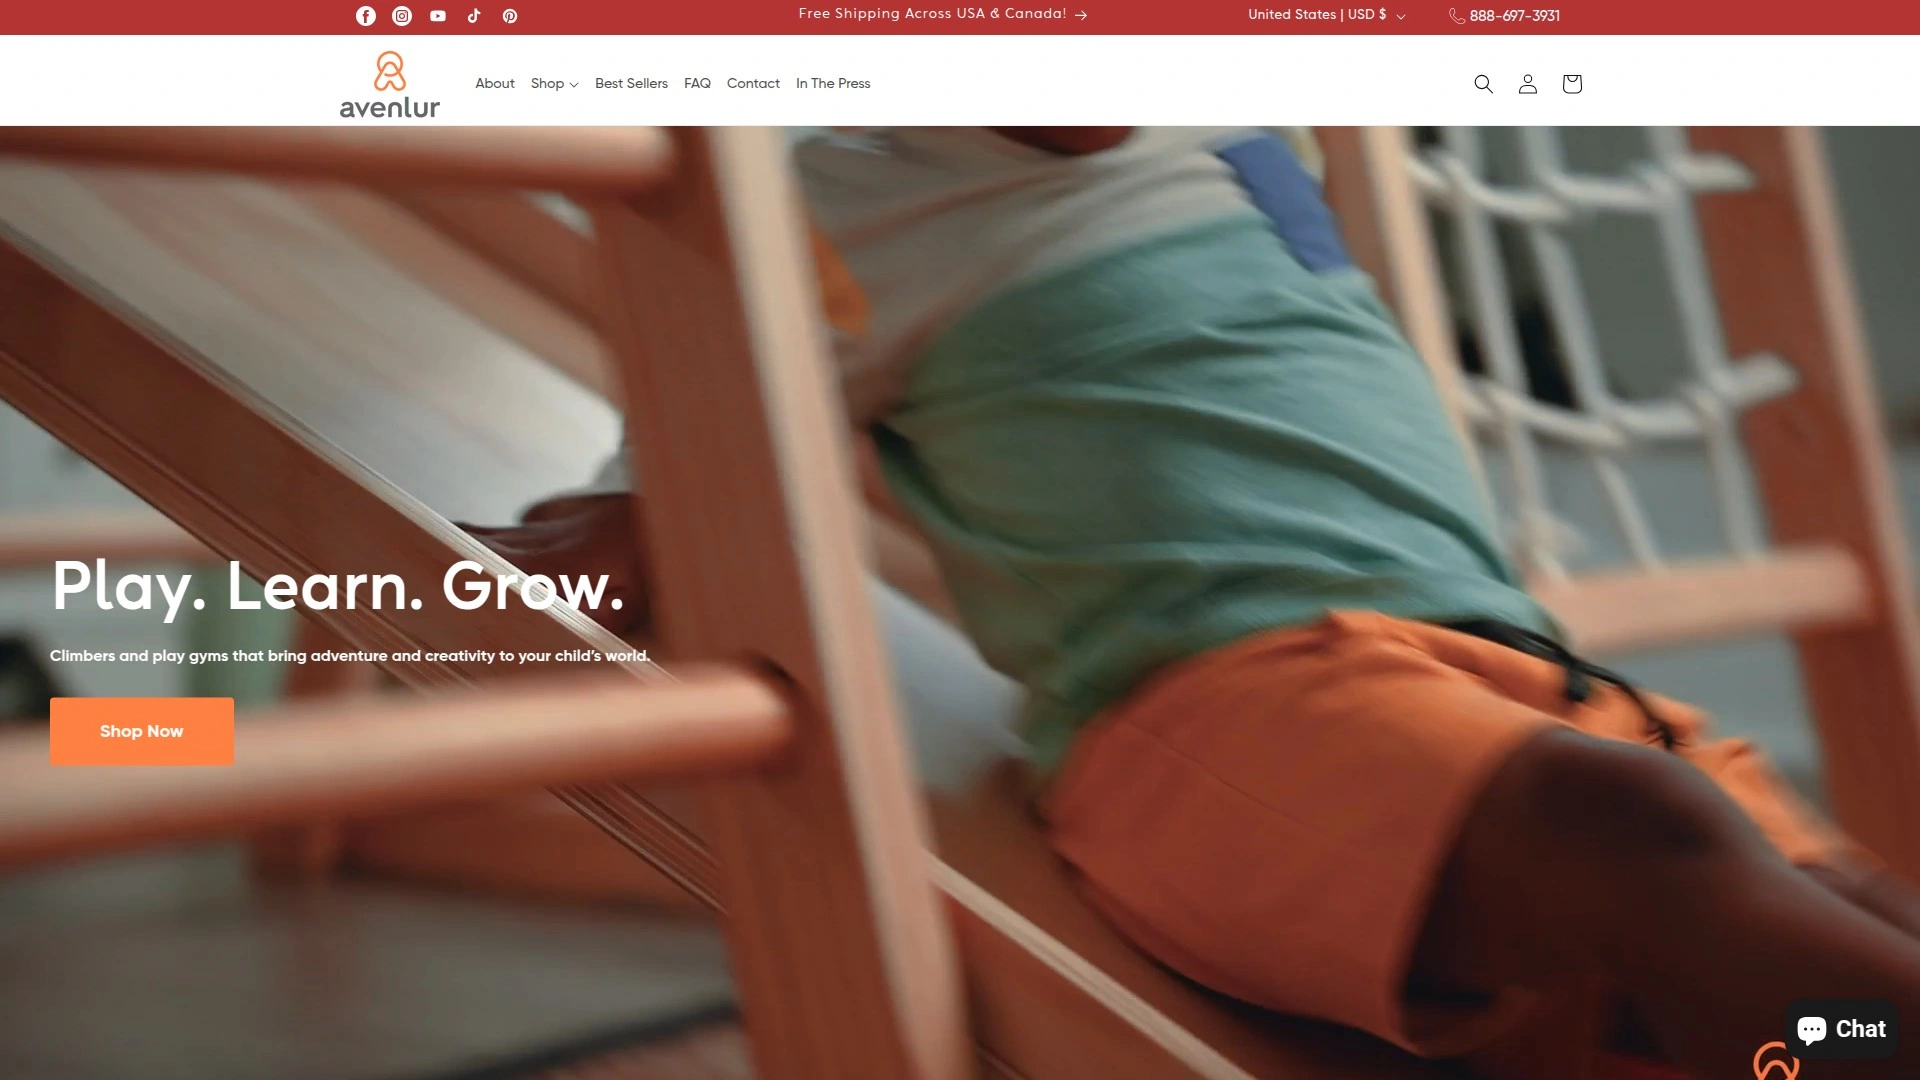 Free Shipping Across USA & Canada! →
United States | USD $
888-697-3931
avenlur
About
Shop
Best Sellers
FAQ
Contact
In The Press
Play. Learn. Grow.
Climbers and play gyms that bring adventure and creativity to your child’s world.
Shop Now
Chat